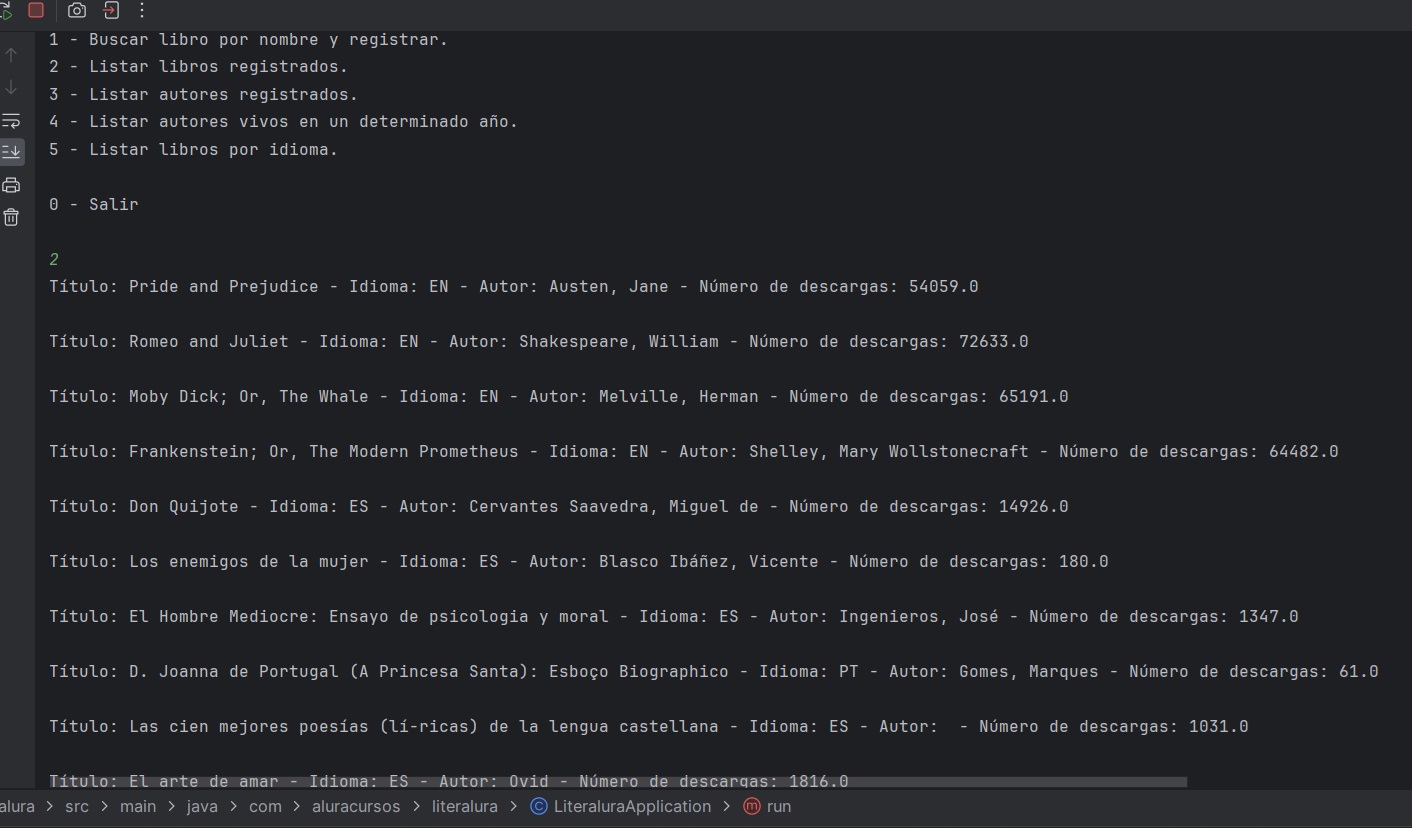 1 - Buscar libro por nombre y registrar.
2 - Listar libros registrados.
3 - Listar autores registrados.
4 - Listar autores vivos en un determinado año.
5 - Listar libros por idioma.
0 - Salir
2
Título: Pride and Prejudice - Idioma: EN - Autor: Austen, Jane - Número de descargas: 54059.0
Título: Romeo and Juliet - Idioma: EN - Autor: Shakespeare, William - Número de descargas: 72633.0
Título: Moby Dick; Or, The Whale - Idioma: EN - Autor: Melville, Herman - Número de descargas: 65191.0
Título: Frankenstein; Or, The Modern Prometheus - Idioma: EN - Autor: Shelley, Mary Wollstonecraft - Número de descargas: 64482.0
Título: Don Quijote - Idioma: ES - Autor: Cervantes Saavedra, Miguel de - Número de descargas: 14926.0
Título: Los enemigos de la mujer - Idioma: ES - Autor: Blasco Ibáñez, Vicente - Número de descargas: 180.0
Título: El Hombre Mediocre: Ensayo de psicologia y moral - Idioma: ES - Autor: Ingenieros, José - Número de descargas: 1347.0
Título: D. Joanna de Portugal (A Princesa Santa): Esboço Biographico - Idioma: PT - Autor: Gomes, Marques - Número de descargas: 61.0
Título: Las cien mejores poesías (lí-ricas) de la lengua castellana - Idioma: ES - Autor:  - Número de descargas: 1031.0
Título: El arte de amar - Idioma: ES - Autor: Ovid - Número de descargas: 1816.0
alura > src > main > java > com > aluracursos > literalura > LiteraluraApplication > run